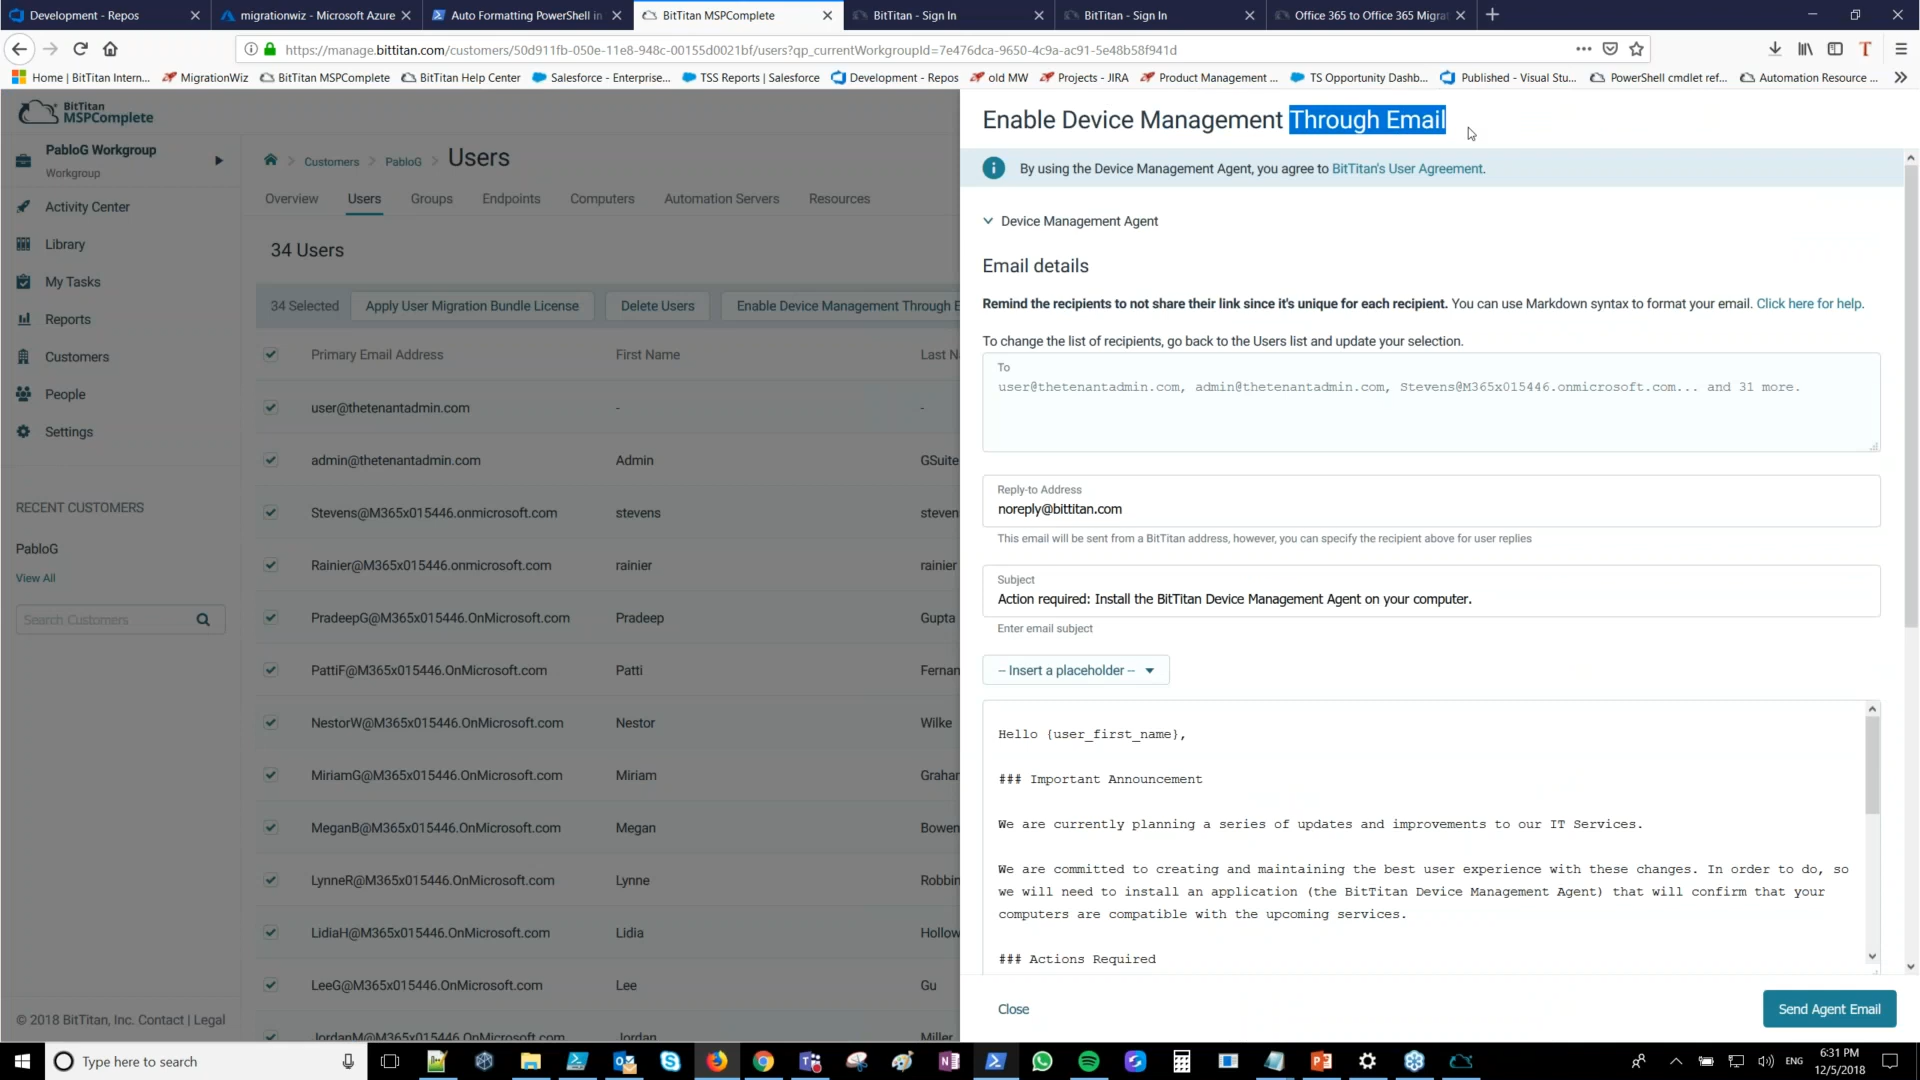 Development - Repos
migrationwiz - Microsoft Azure
Auto Formatting PowerShell in
BitTitan MSPComplete
BitTitan - Sign In
BitTitan - Sign In
Office 365 to Office 365 Migrat
https://manage.bittitan.com/customers/50d911fb-050e-11e8-948c-00155d0021bf/users?qp_currentWorkgroupId=7e476dca-9650-4c9a-ac91-5e48b58f941d
Home | BitTitan Intern...
MigrationWiz
BitTitan MSPComplete
BitTitan Help Center
Salesforce - Enterprise...
TSS Reports | Salesforce
Development - Repos
old MW
Projects - JIRA
Product Management ...
TS Opportunity Dashb...
Published - Visual Stu...
PowerShell cmdlet ref...
Automation Resource ...
BitTitan
MSPComplete
PabloG Workgroup
Workgroup
Activity Center
Library
My Tasks
Reports
Customers
People
Settings
RECENT CUSTOMERS
PabloG
View All
Search Customers
© 2018 BitTitan, Inc. Contact | Legal
Customers > PabloG > Users
Overview Users Groups Endpoints Computers Automation Servers Resources
34 Users
34 Selected Apply User Migration Bundle License Delete Users Enable Device Management Through E
Primary Email Address First Name Last N
user@thetenantadmin.com - -
admin@thetenantadmin.com Admin GSuite
Stevens@M365x015446.onmicrosoft.com stevens steven
Rainier@M365x015446.onmicrosoft.com rainier rainier
PradeepG@M365x015446.OnMicrosoft.com Pradeep Gupta
PattiF@M365x015446.OnMicrosoft.com Patti Fernan
NestorW@M365x015446.OnMicrosoft.com Nestor Wilke
MiriamG@M365x015446.OnMicrosoft.com Miriam Graha
MeganB@M365x015446.OnMicrosoft.com Megan Bowen
LynneR@M365x015446.OnMicrosoft.com Lynne Robbin
LidiaH@M365x015446.OnMicrosoft.com Lidia Hollow
LeeG@M365x015446.OnMicrosoft.com Lee Gu
JordanM@M365x015446.OnMicrosoft.com Jordan Miller
Enable Device Management Through Email
By using the Device Management Agent, you agree to BitTitan's User Agreement.
Device Management Agent
Email details
Remind the recipients to not share their link since it's unique for each recipient. You can use Markdown syntax to format your email. Click here for help.
To change the list of recipients, go back to the Users list and update your selection.
To
user@thetenantadmin.com, admin@thetenantadmin.com, Stevens@M365x015446.onmicrosoft.com... and 31 more.
Reply-to Address
noreply@bittitan.com
This email will be sent from a BitTitan address, however, you can specify the recipient above for user replies
Subject
Action required: Install the BitTitan Device Management Agent on your computer.
Enter email subject
-- Insert a placeholder --
Hello {user_first_name},
### Important Announcement
We are currently planning a series of updates and improvements to our IT Services.
We are committed to creating and maintaining the best user experience with these changes. In order to do, so
we will need to install an application (the BitTitan Device Management Agent) that will confirm that your
computers are compatible with the upcoming services.
### Actions Required
Close
Send Agent Email
Type here to search
ENG
6:31 PM
12/5/2018